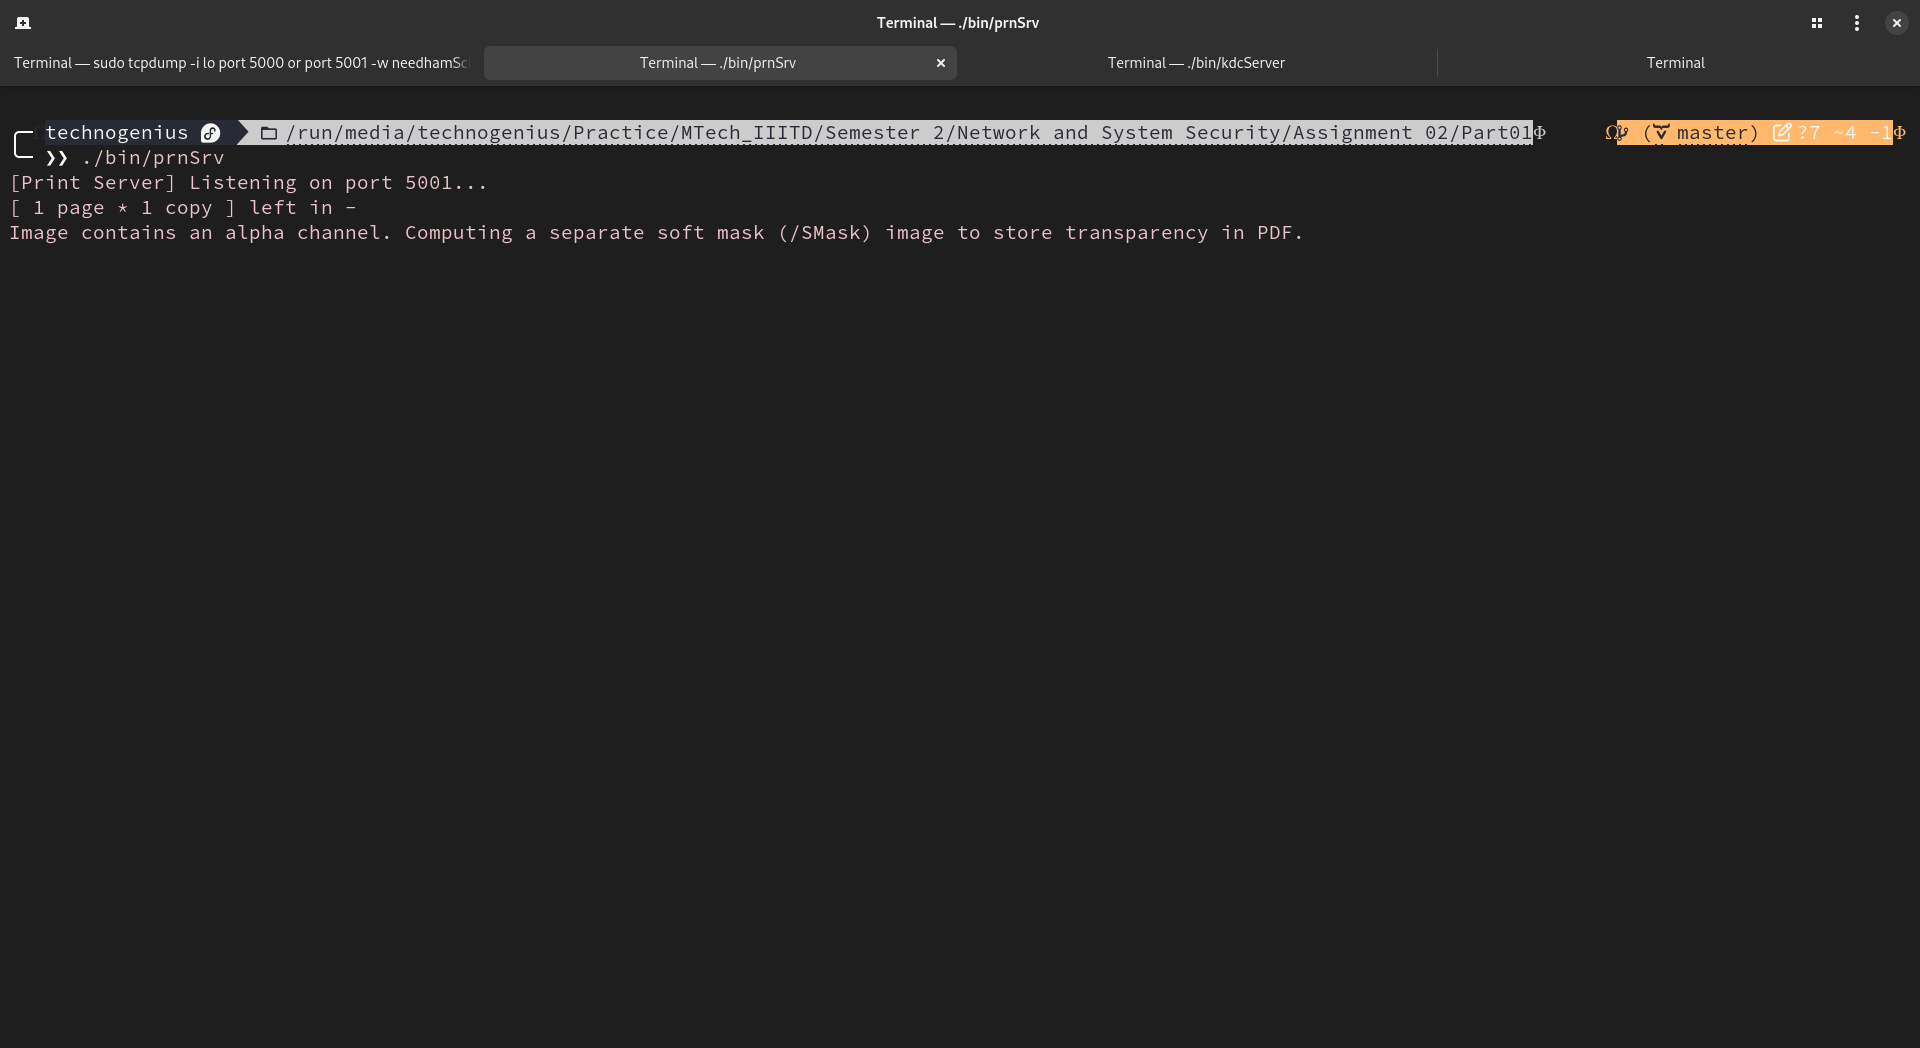 Terminal — ./bin/prnSrv
Terminal — sudo tcpdump -i lo port 5000 or port 5001 -w needhamSc
Terminal — ./bin/prnSrv
Terminal — ./bin/kdcServer
Terminal
technogenius /run/media/technogenius/Practice/MTech_IIITD/Semester 2/Network and System Security/Assignment 02/Part01Φ Ω (master) ?7 ~4 -1Φ
❯❯ ./bin/prnSrv
[Print Server] Listening on port 5001...
[ 1 page * 1 copy ] left in -
Image contains an alpha channel. Computing a separate soft mask (/SMask) image to store transparency in PDF.